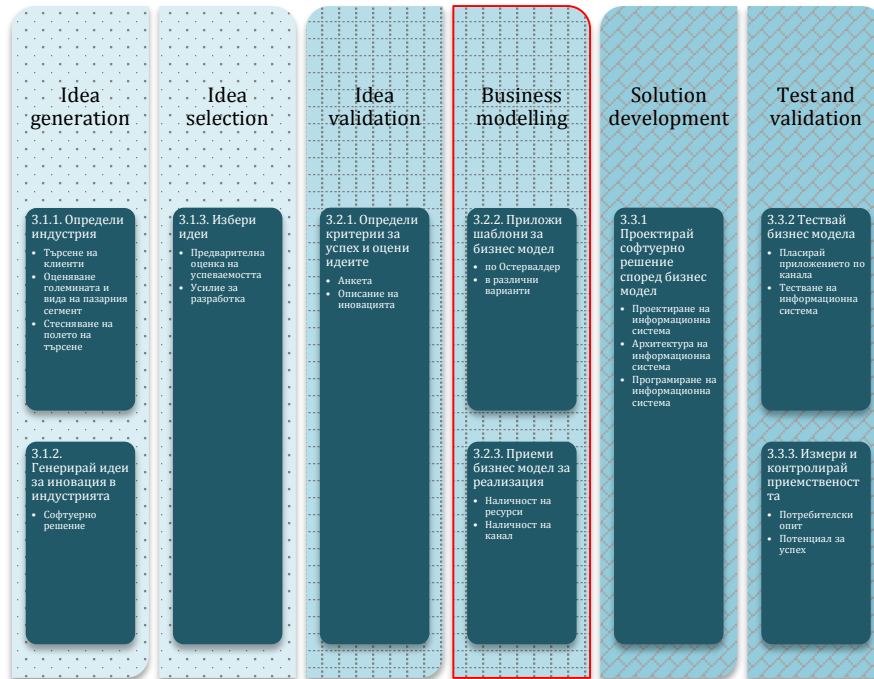 Idea
generation
3.1.1. Определи
индустрия
• Търсене на
клиенти
• Оценяване
големината и
вида на пазарния
сегмент
• Стесняване на
полето на
търсене
3.1.2.
Генерирай идеи
за иновация в
индустрията
• Софтуерно
решение
Idea
selection
3.1.3. Избери
идеи
• Предварителна
оценка на
успеваемостта
• Усилие за
разработка
Idea
validation
3.2.1. Определи
критерии за
успех и оцени
идеите
• Анкета
• Описание на
иновацията
Business
modelling
3.2.2. Приложи
шаблони за
бизнес модел
• по Остервалдер
• в различни
варианти
3.2.3. Приеми
бизнес модел за
реализация
• Наличност на
ресурси
• Наличност на
канал
Solution
development
3.3.1
Проектирай
софтуерно
решение
според бизнес
модел
• Проектиране на
информационна
система
• Архитектура на
информационна
система
• Програмиране на
информационна
система
Test and
validation
3.3.2 Тествай
бизнес модела
• Пласирай
приложението по
канала
• Тестване на
информационна
система
3.3.3. Измери и
контролирай
приемственост
та
• Потребителски
опит
• Потенциал за
успех